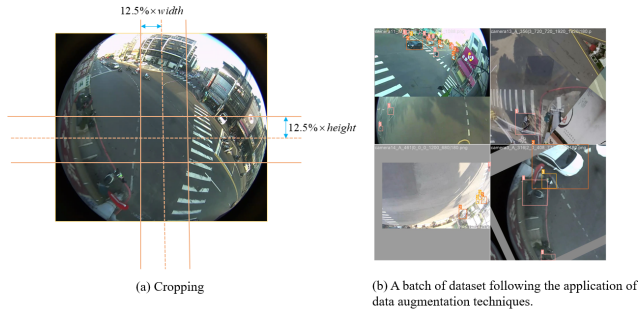 12.5%×width
12.5%×height
(a) Cropping
(b) A batch of dataset following the application of
data augmentation techniques.